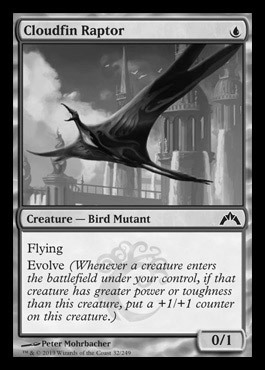 Cloudfin Raptor
Creature — Bird Mutant
Flying
Evolve (Whenever a creature enters
the battlefield under your control, if that
creature has greater power or toughness
than this creature, put a +1/+1 counter
on this creature.)
Peter Mohrbacher
0/1
™ & © 2013 Wizards of the Coast 32/249